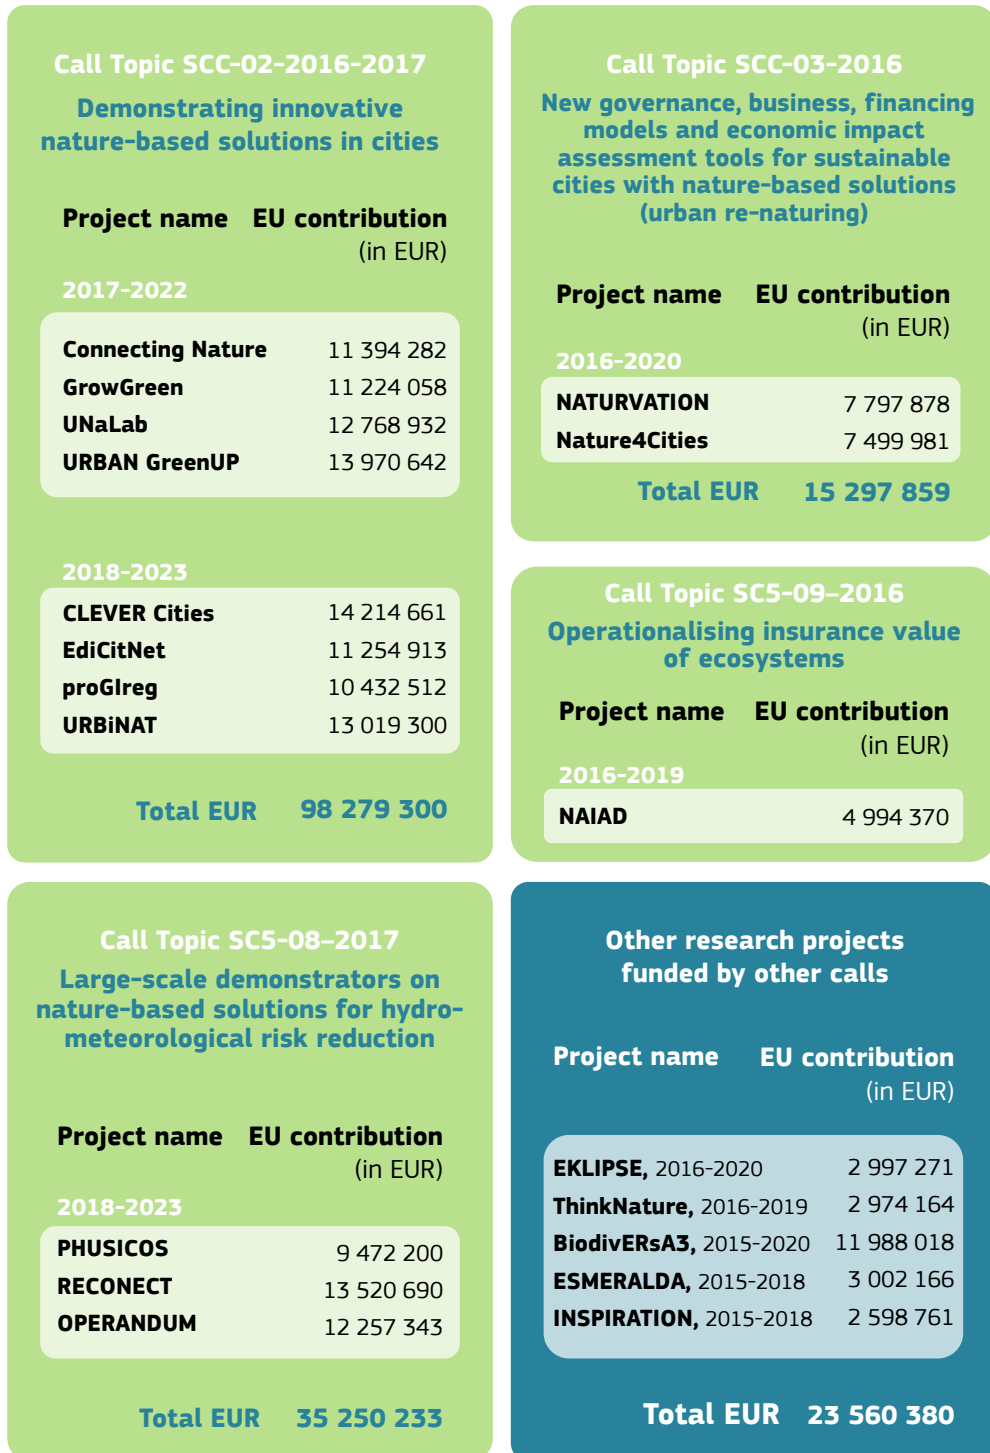 Call Topic SCC-02-2016-2017
Demonstrating innovative
nature-based solutions in cities
Project name EU contribution
(in EUR)
2017-2022
Connecting Nature 11 394 282
GrowGreen 11 224 058
UNaLab 12 768 932
URBAN GreenUP 13 970 642
2018-2023
CLEVER Cities 14 214 661
EdiCitNet 11 254 913
proGIreg 10 432 512
URBiNAT 13 019 300
Total EUR 98 279 300
Call Topic SCC-03-2016
New governance, business, financing
models and economic impact
assessment tools for sustainable
cities with nature-based solutions
(urban re-naturing)
Project name EU contribution
(in EUR)
2016-2020
NATURVATION 7 797 878
Nature4Cities 7 499 981
Total EUR 15 297 859
Call Topic SC5-09–2016
Operationalising insurance value
of ecosystems
Project name EU contribution
(in EUR)
2016-2019
NAIAD 4 994 370
Call Topic SC5-08–2017
Large-scale demonstrators on
nature-based solutions for hydro-
meteorological risk reduction
Project name EU contribution
(in EUR)
2018-2023
PHUSICOS 9 472 200
RECONECT 13 520 690
OPERANDUM 12 257 343
Total EUR 35 250 233
Other research projects
funded by other calls
Project name EU contribution
(in EUR)
EKLIPSE, 2016-2020 2 997 271
ThinkNature, 2016-2019 2 974 164
BiodivERsA3, 2015-2020 11 988 018
ESMERALDA, 2015-2018 3 002 166
INSPIRATION, 2015-2018 2 598 761
Total EUR 23 560 380